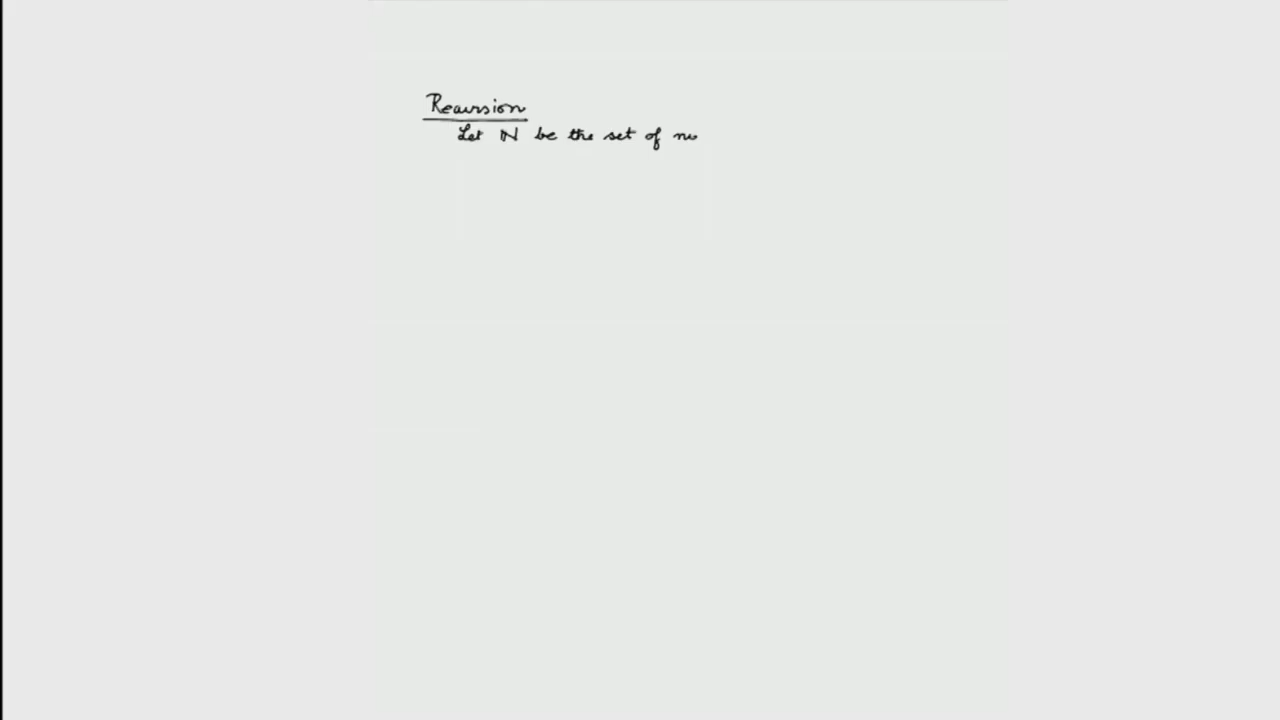 Recursion
Let ℕ be the set of